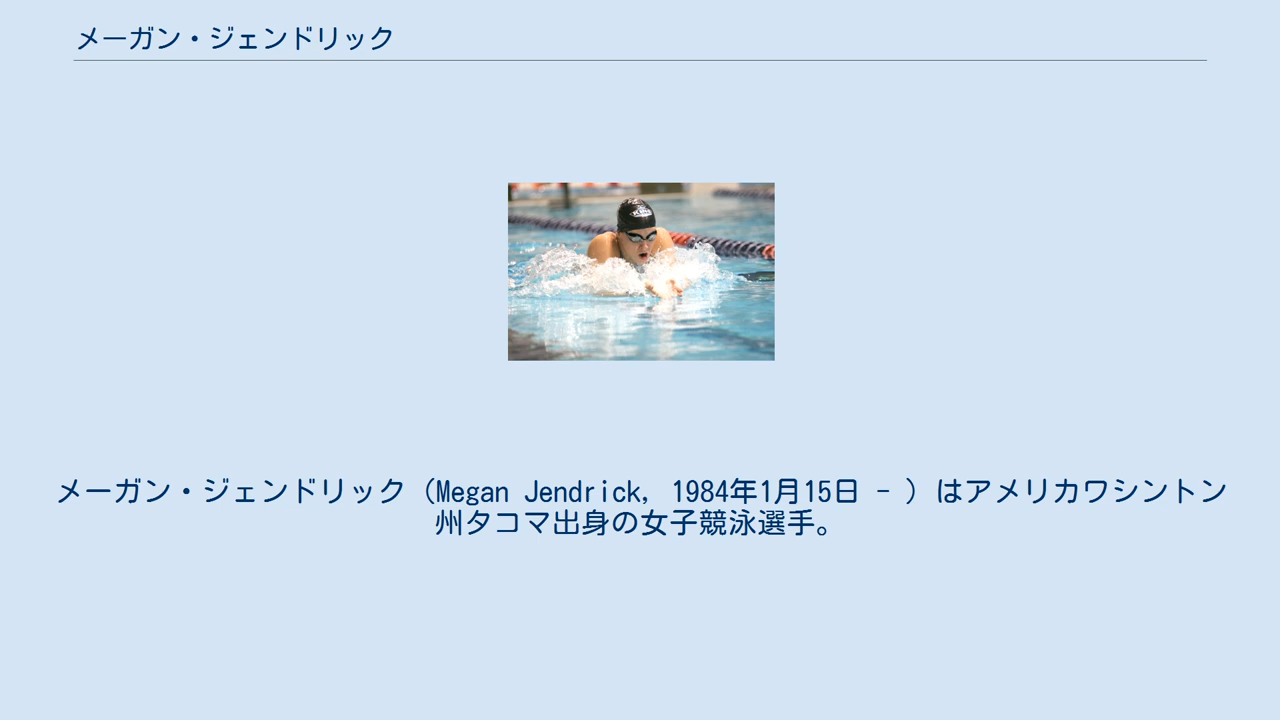 メーガン・ジェンドリック
メーガン・ジェンドリック（Megan Jendrick, 1984年1月15日 - ）はアメリカワシントン
州タコマ出身の女子競泳選手。